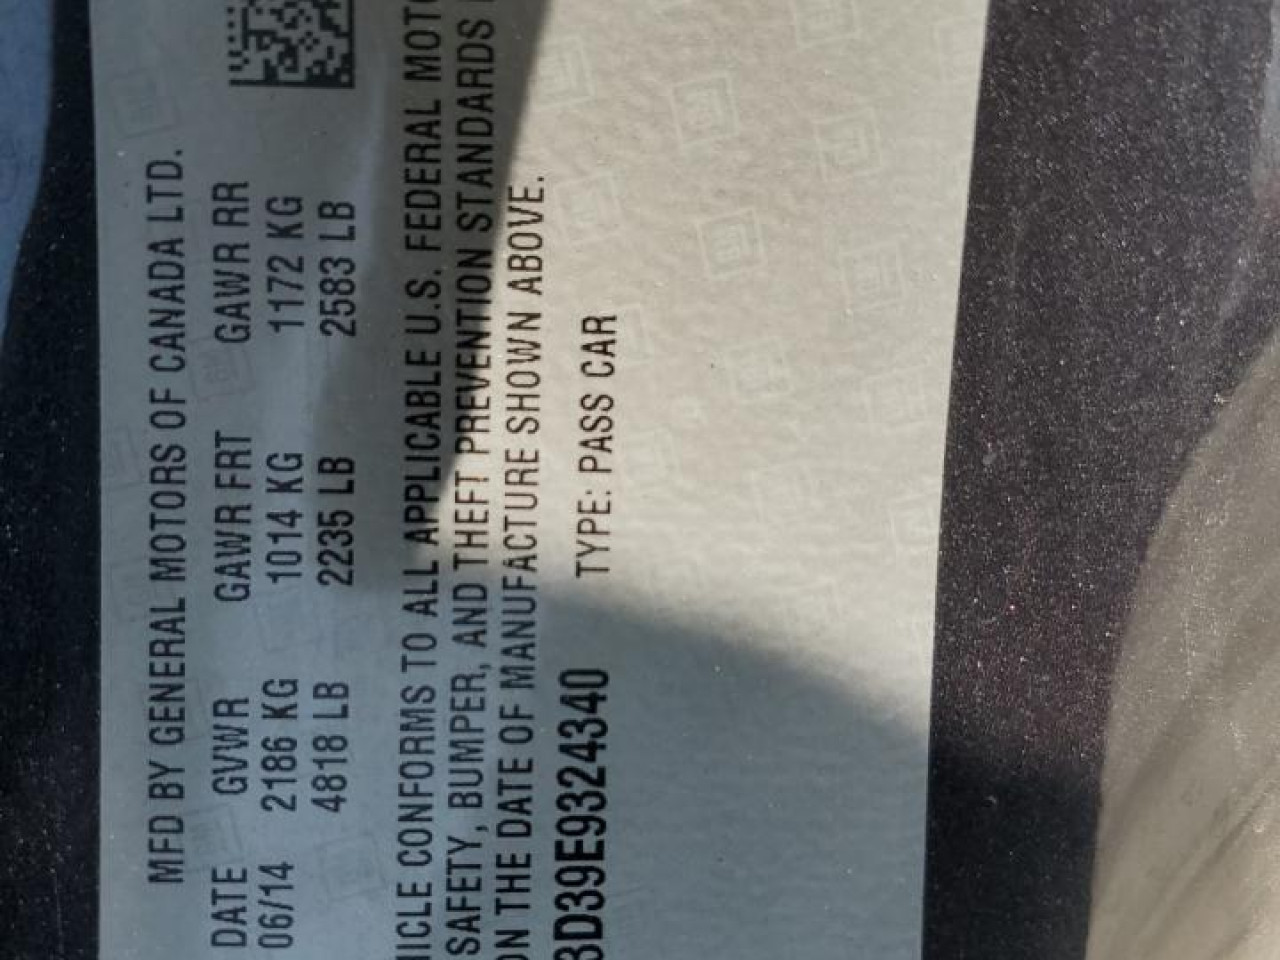 MFD BY GENERAL MOTORS OF CANADA LTD.
DATE GVWR GAWR FRT GAWR RR
06/14 2186 KG 1014 KG 1172 KG
4818 LB 2235 LB 2583 LB
HICLE CONFORMS TO ALL APPLICABLE U.S. FEDERAL MOTO
SAFETY, BUMPER, AND THEFT PREVENTION STANDARDS
ON THE DATE OF MANUFACTURE SHOWN ABOVE.
3D39E9324340 TYPE: PASS CAR